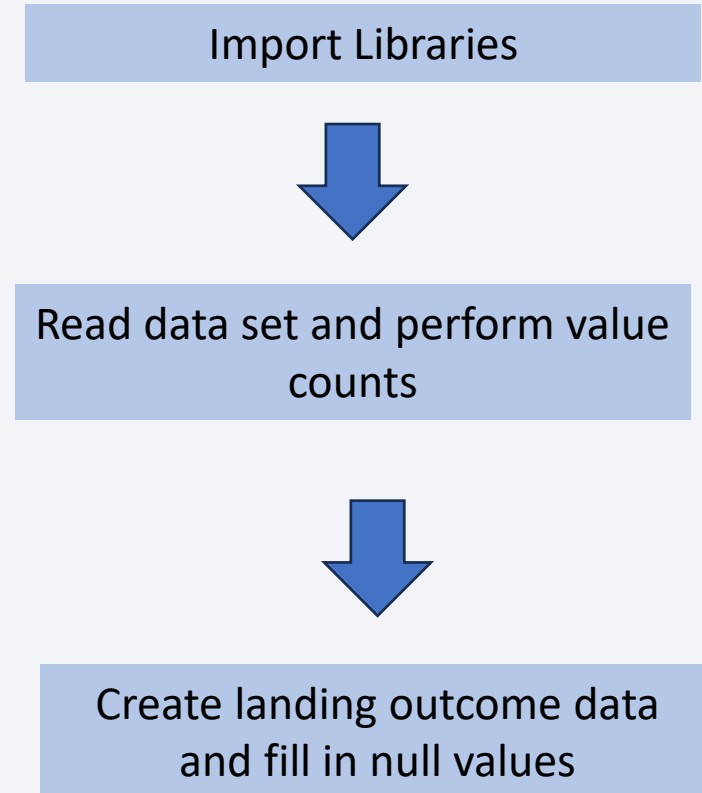 Import Libraries
Read data set and perform value
counts
Create landing outcome data
and fill in null values